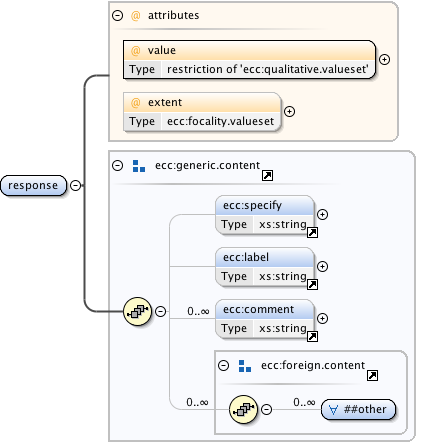 @ attributes
@ value
Type restriction of 'ecc:qualitative.valueset'
@ extent
Type ecc:focality.valueset
response
ecc:generic.content
ecc:specify
Type xs:string
ecc:label
Type xs:string
0..∞ ecc:comment
Type xs:string
ecc:foreign.content
0..∞ 0..∞ ##other